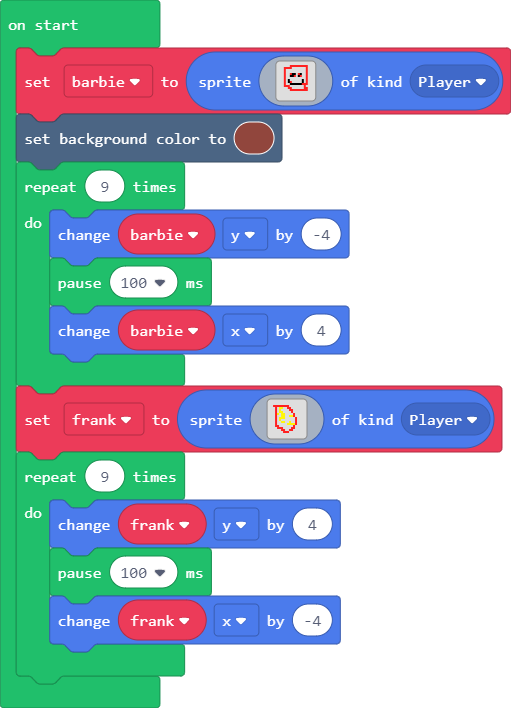 on start
set barbie to sprite of kind Player
set background color to
repeat 9 times
do change barbie y by -4
pause 100 ms
change barbie x by 4
set frank to sprite of kind Player
repeat 9 times
do change frank y by 4
pause 100 ms
change frank x by -4